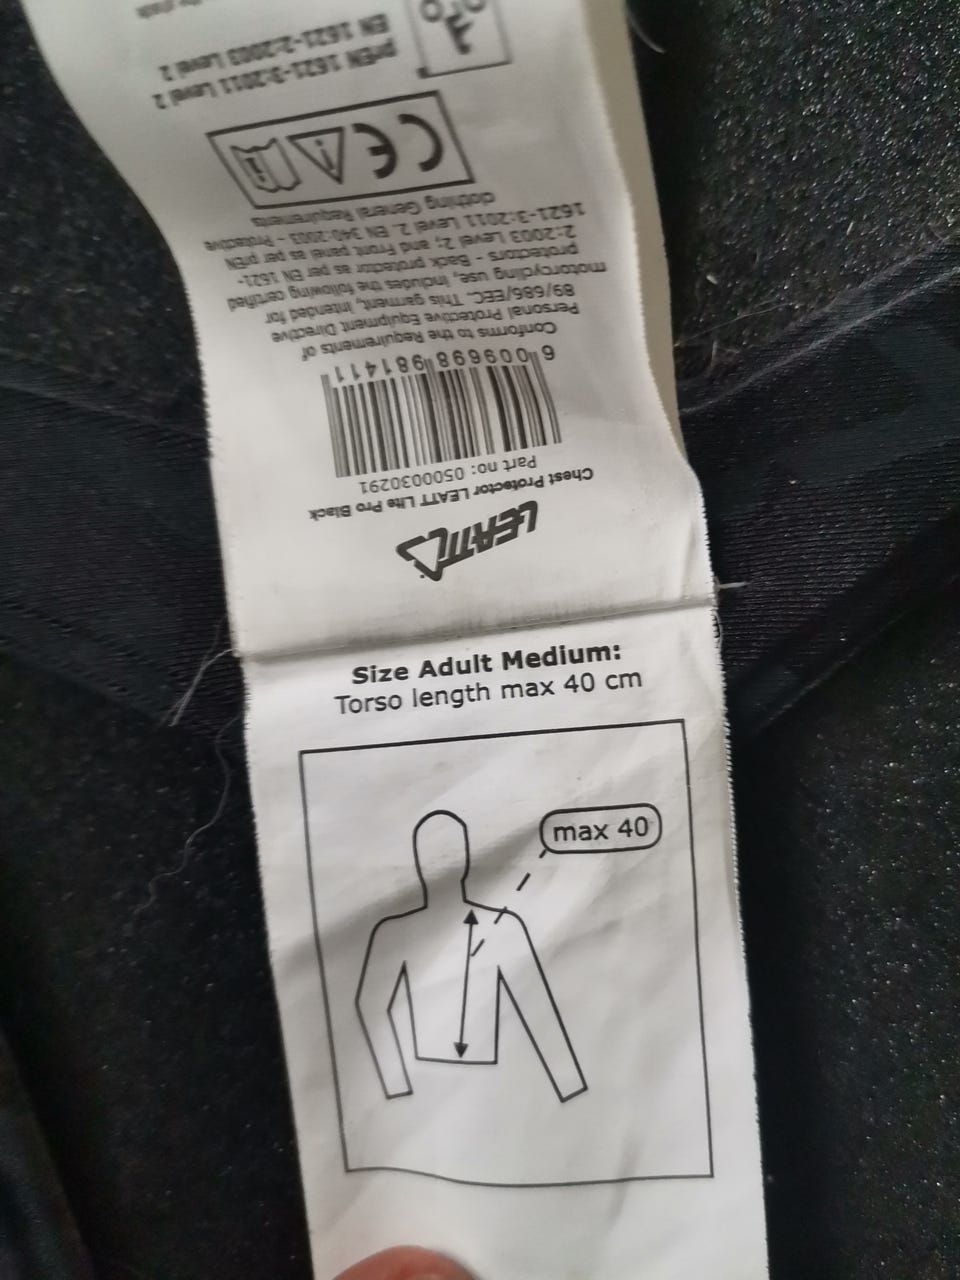 Size Adult Medium:
Torso length max 40 cm
max 40
LEATT
Chest Protector LEATT Lite Pro Black
Part no: 0500030291
6 009698 981411
Conforms to the Requirements of
Personal Protective Equipment Directive
89/686/EEC. This garment, intended for
motorcycling use, includes the following certified
protectors - Back protector as per EN 1621-
2:2003 Level 2; and Front panel as per prEN
1621-3:2011 Level 2. EN 340:2003 - Protective
clothing General Requirements
CE i i
prEN 1621-3:2011 Level 2
EN 1621-2:2003 Level 2